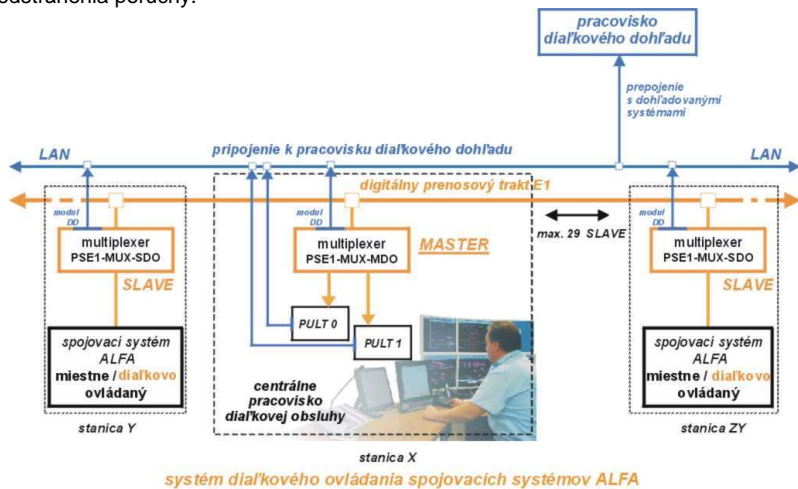 odstránenia poruchy.
pracovisko
diaľkového dohľadu
prepojenie
s dohľadovanými
systémami
LAN
pripojenie k pracovisku diaľkového dohľadu
LAN
digitálny prenosový trakt E1
modul
DD
multiplexer
PSE1-MUX-SDO
SLAVE
spojovací systém
ALFA
miestne / diaľkovo
ovládaný
stanica Y
modul
DD
multiplexer
PSE1-MUX-MDO
MASTER
PULT 0
PULT 1
centrálne
pracovisko
diaľkovej obsluhy
stanica X
max. 29 SLAVE
modul
DD
multiplexer
PSE1-MUX-SDO
SLAVE
spojovací systém
ALFA
miestne / diaľkovo
ovládaný
stanica ZY
systém diaľkového ovládania spojovacích systémov ALFA